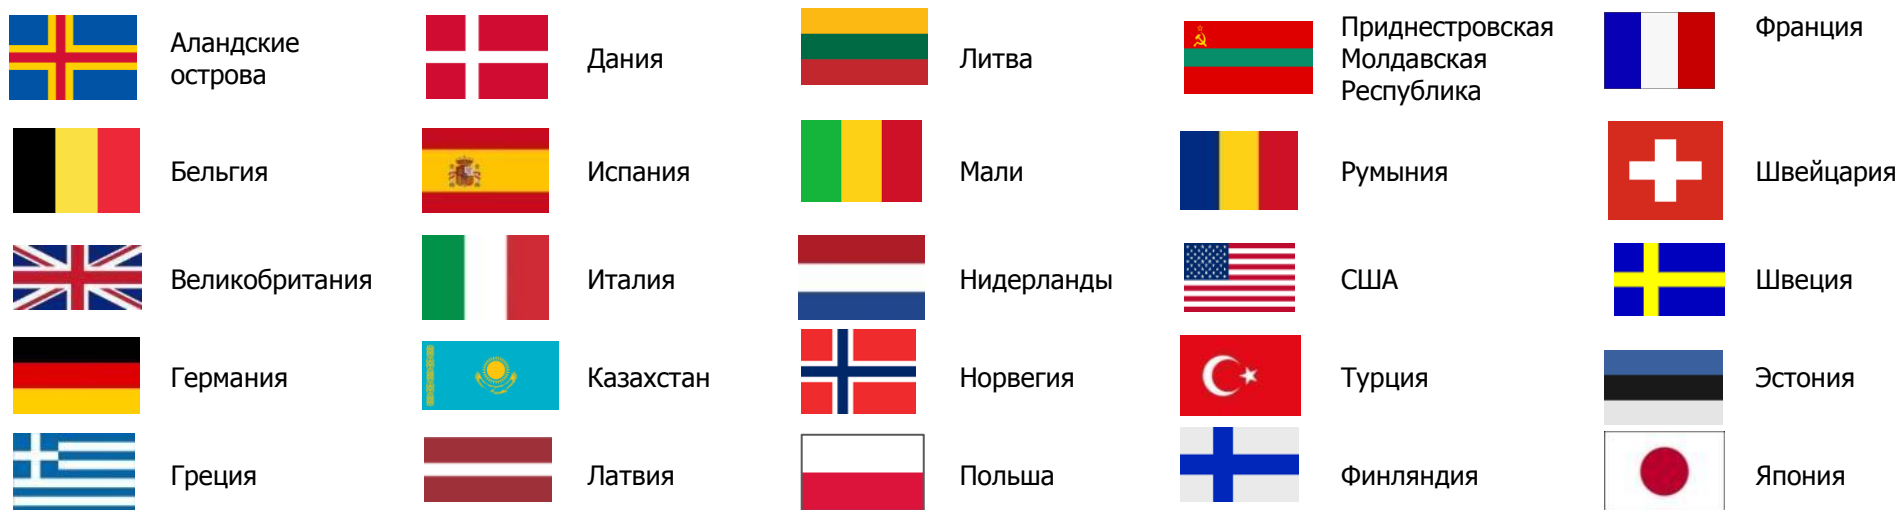 Аландские
острова
Дания
Литва
Приднестровская
Молдавская
Республика
Франция
Бельгия
Испания
Мали
Румыния
Швейцария
Великобритания
Италия
Нидерланды
США
Швеция
Германия
Казахстан
Норвегия
Турция
Эстония
Греция
Латвия
Польша
Финляндия
Япония